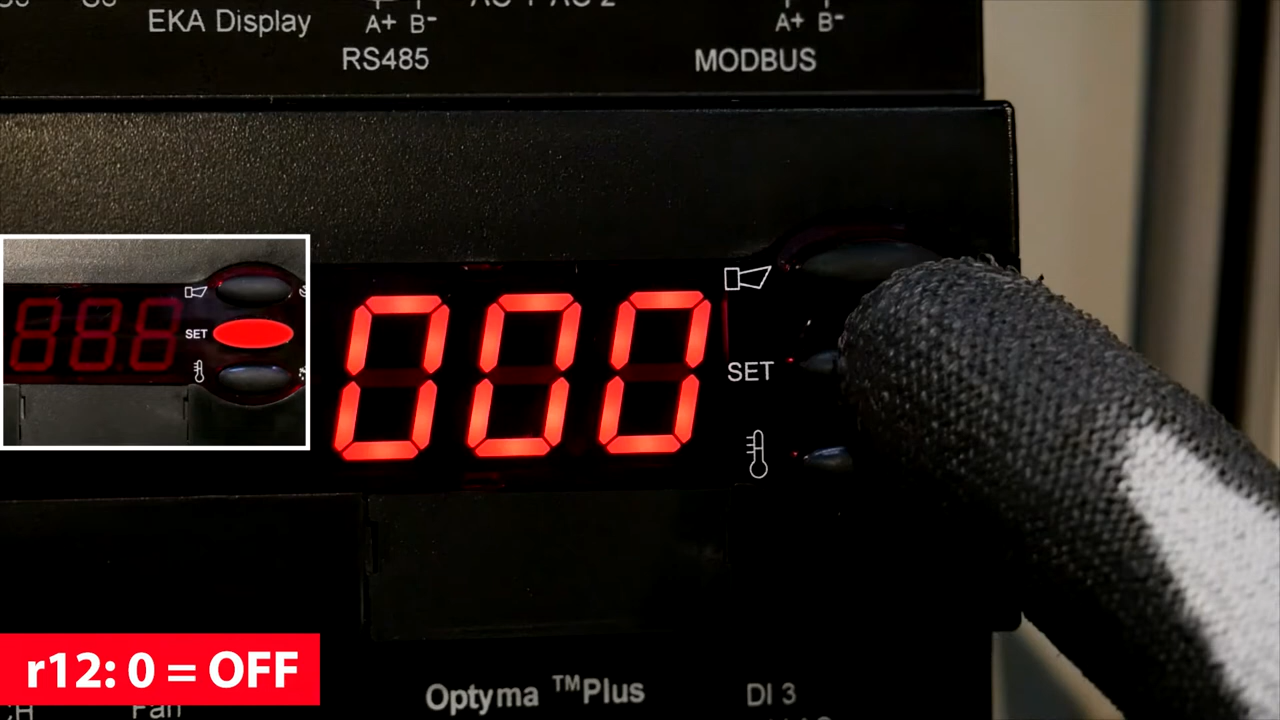 EKA Display
A+ B-
RS485
A+ B-
MODBUS
888
SET
000
SET
r12: 0 = OFF
Fan
Optyma ™Plus
DI 3